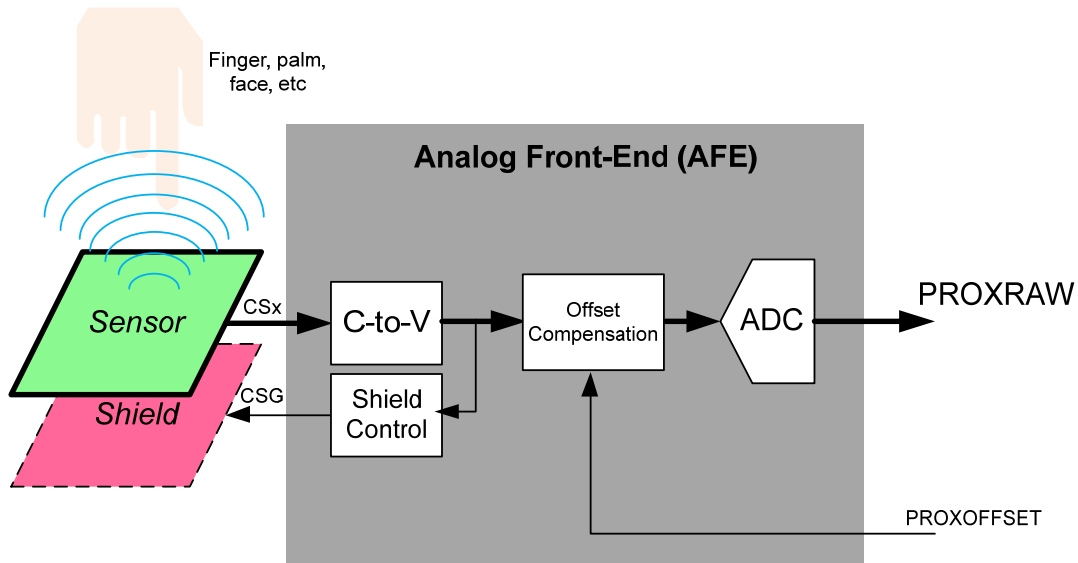 Finger, palm,
face, etc
Analog Front-End (AFE)
Sensor
CSx
C-to-V
Offset
Compensation
ADC
PROXRAW
Shield
CSG
Shield
Control
PROXOFFSET